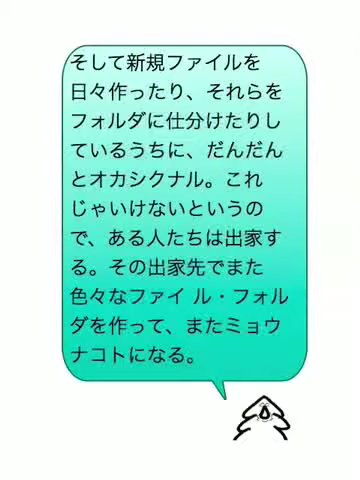 そして新規ファイルを
日々作ったり、それらを
フォルダに仕分けたりし
ているうちに、だんだん
とオカシクナル。これ
じゃいけないというの
で、ある人たちは出家す
る。その出家先でまた
色々なファイ ル・フォル
ダを作って、またミョウ
ナコトになる。